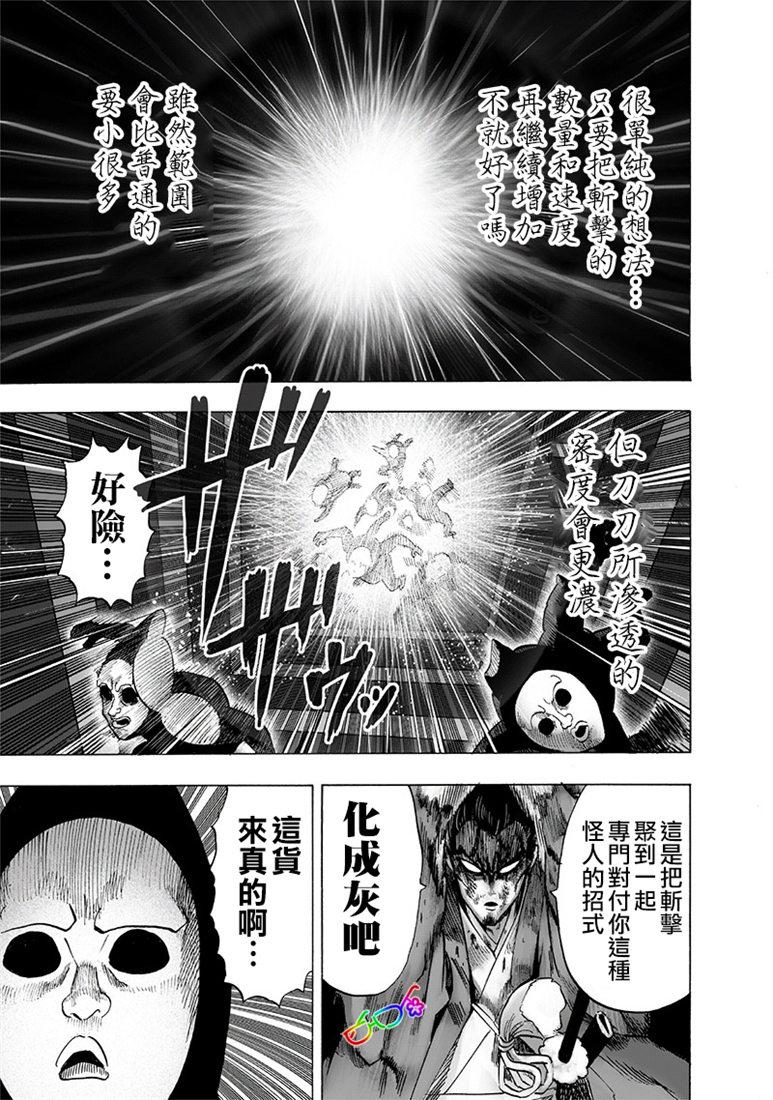 很單純的想法…
只要把斬擊的
數量和速度
再繼續增加
不就好了嗎
雖然範圍
會比普通的
要小很多
但刀刃所滲透的
密度會更濃
好險…
ザザザウッ
這是把斬擊
聚到一起
專門對付你這種
怪人的招式
化成灰吧
這貨
來真的啊…